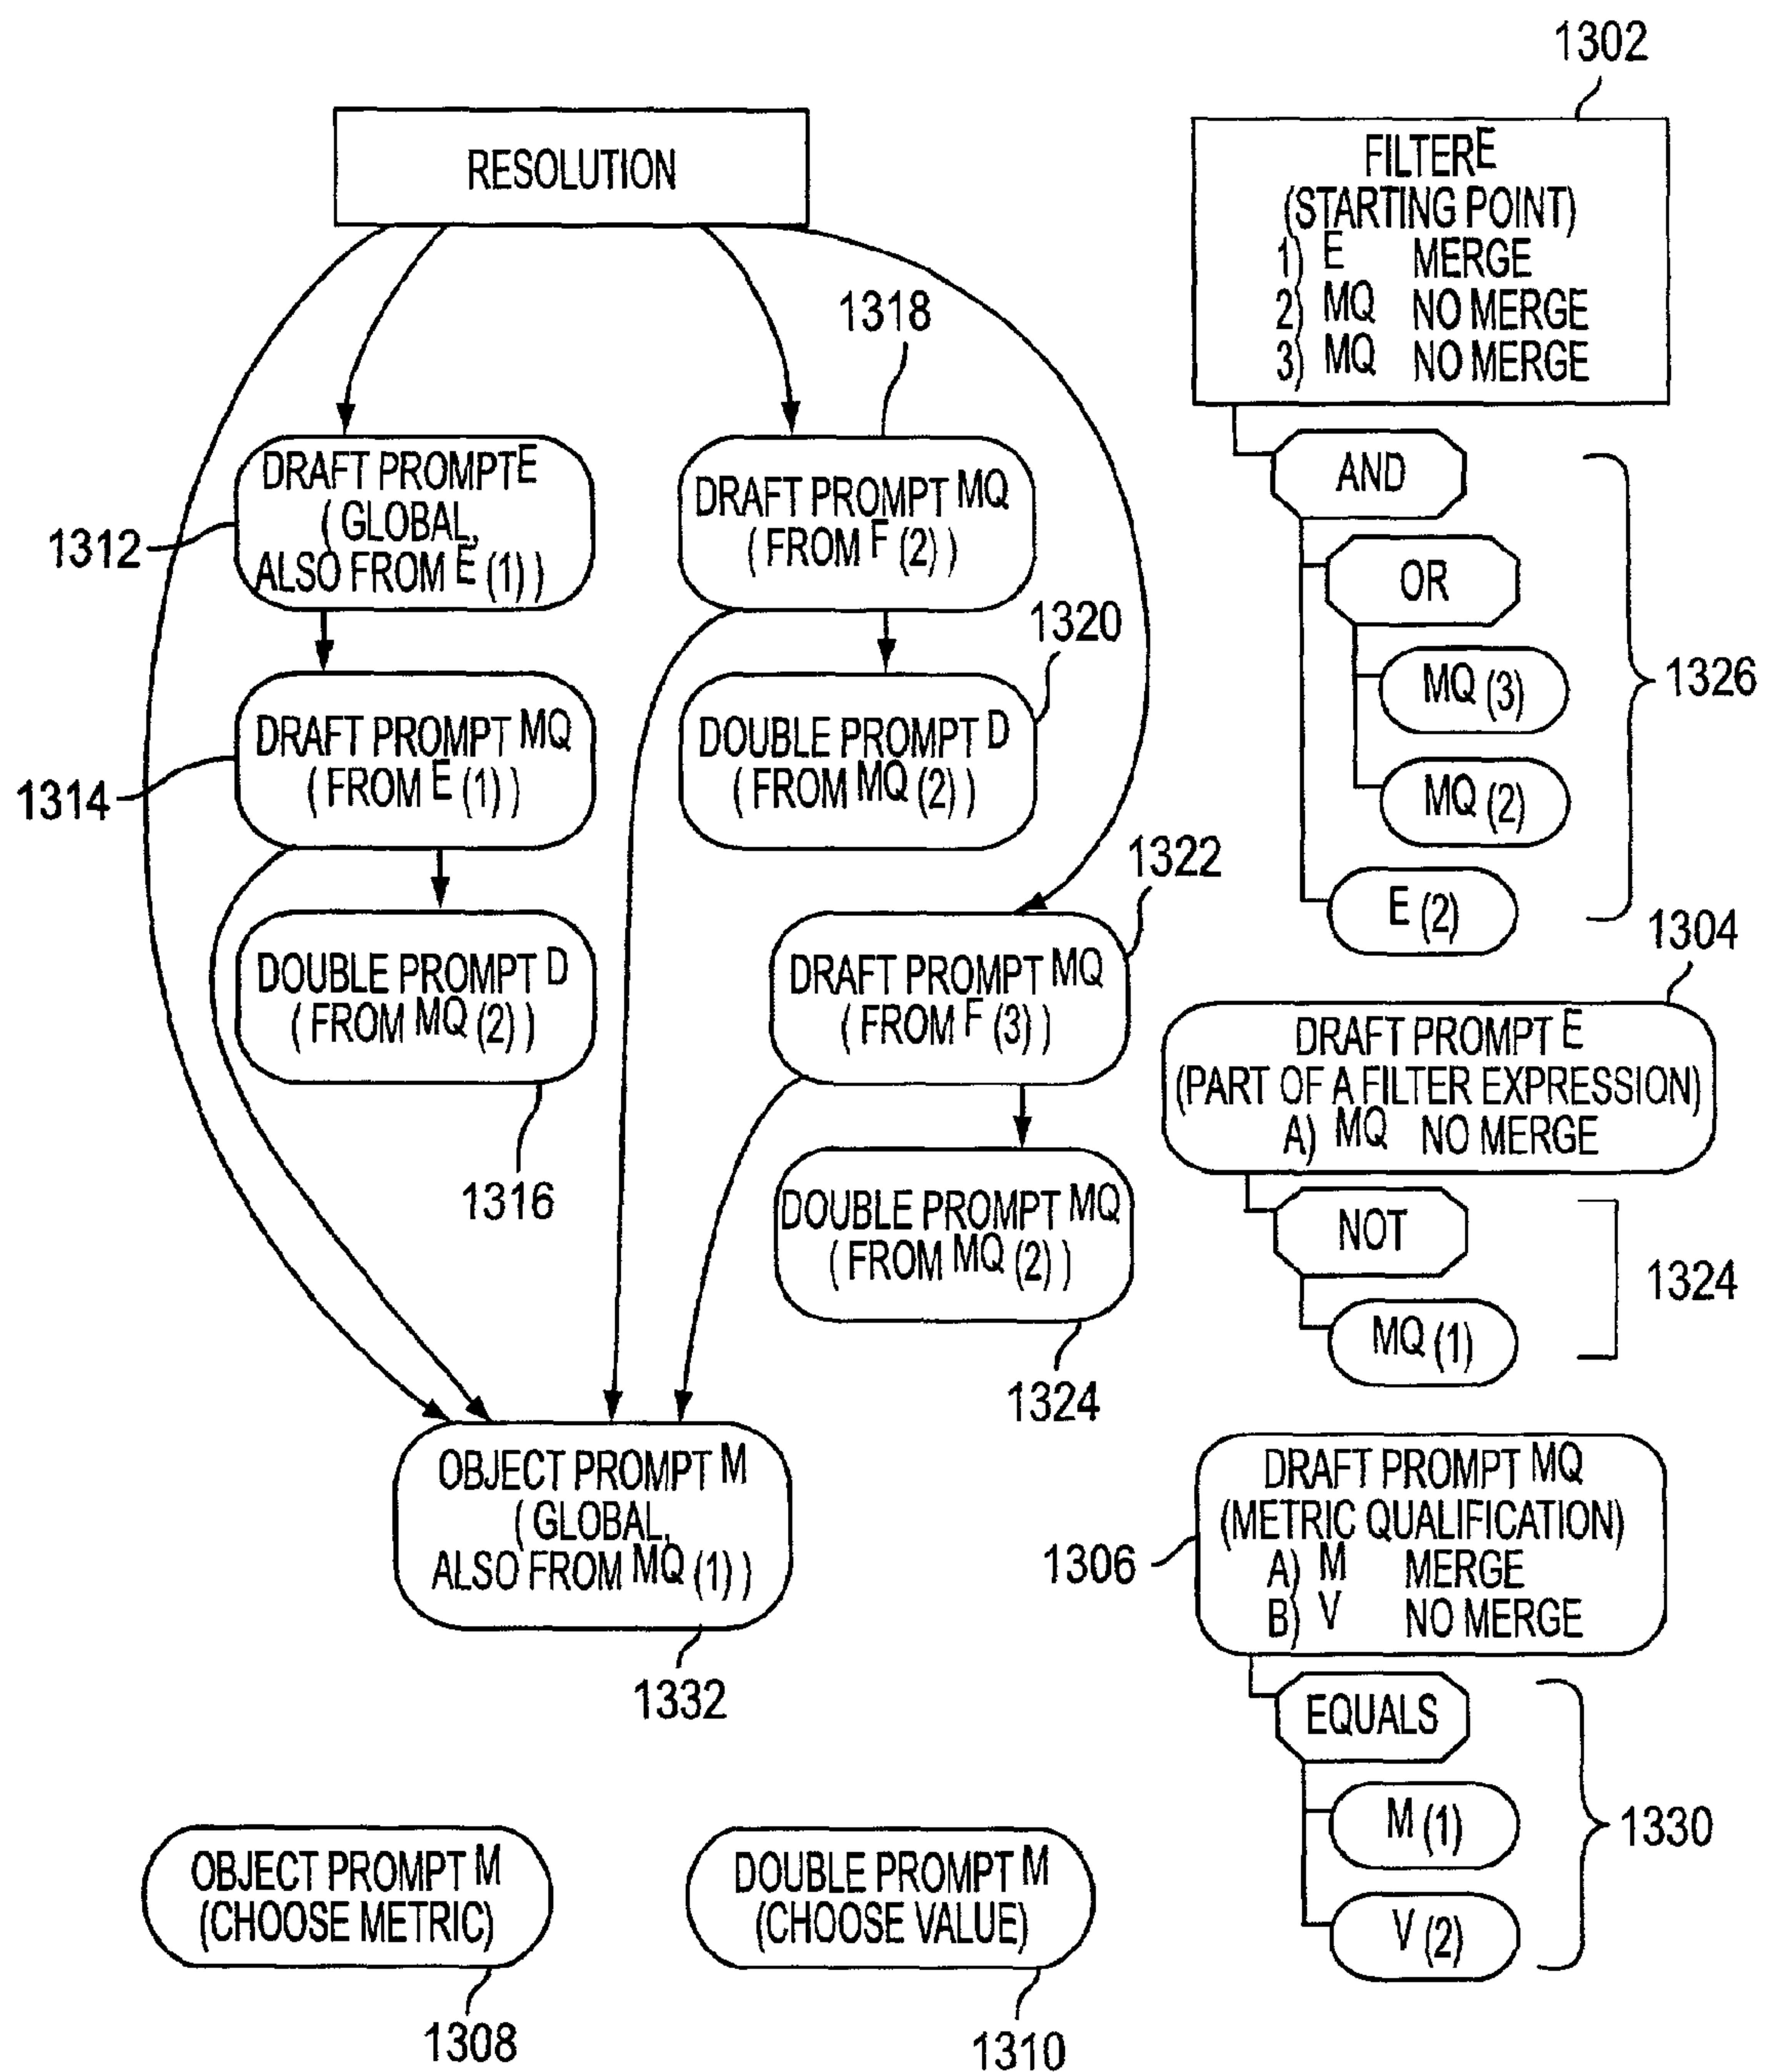 RESOLUTION
1312
DRAFT PROMPT E
( GLOBAL,
ALSO FROM E (1) )
1314
DRAFT PROMPT MQ
( FROM E (1) )
DOUBLE PROMPT D
( FROM MQ (2) )
1316
1318
DRAFT PROMPT MQ
( FROM F (2) )
1320
DOUBLE PROMPT D
( FROM MQ (2) )
1322
DRAFT PROMPT MQ
( FROM F (3) )
DOUBLE PROMPT MQ
( FROM MQ (2) )
1324
OBJECT PROMPT M
( GLOBAL,
ALSO FROM MQ (1) )
1332
OBJECT PROMPT M
(CHOOSE METRIC)
1308
DOUBLE PROMPT M
(CHOOSE VALUE)
1310
1302
FILTER E
(STARTING POINT)
1) E MERGE
2) MQ NO MERGE
3) MQ NO MERGE
AND
OR
MQ (3)
MQ (2)
E (2)
1326
1304
DRAFT PROMPT E
(PART OF A FILTER EXPRESSION)
A) MQ NO MERGE
NOT
MQ (1)
1324
1306
DRAFT PROMPT MQ
(METRIC QUALIFICATION)
A) M MERGE
B) V NO MERGE
EQUALS
M (1)
V (2)
1330